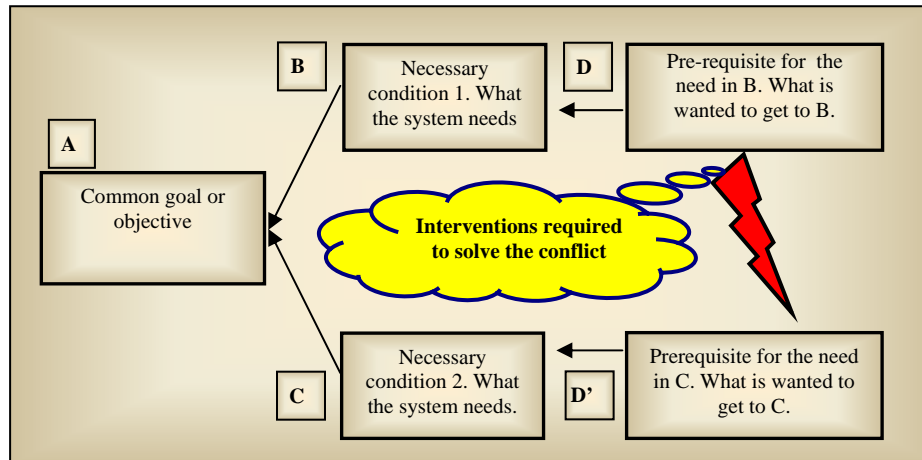 B
Necessary
condition 1. What
the system needs
D
Pre-requisite for the
need in B. What is
wanted to get to B.
A
Common goal or
objective
Interventions required
to solve the conflict
C
Necessary
condition 2. What
the system needs.
D’
Prerequisite for the need
in C. What is wanted to
get to C.